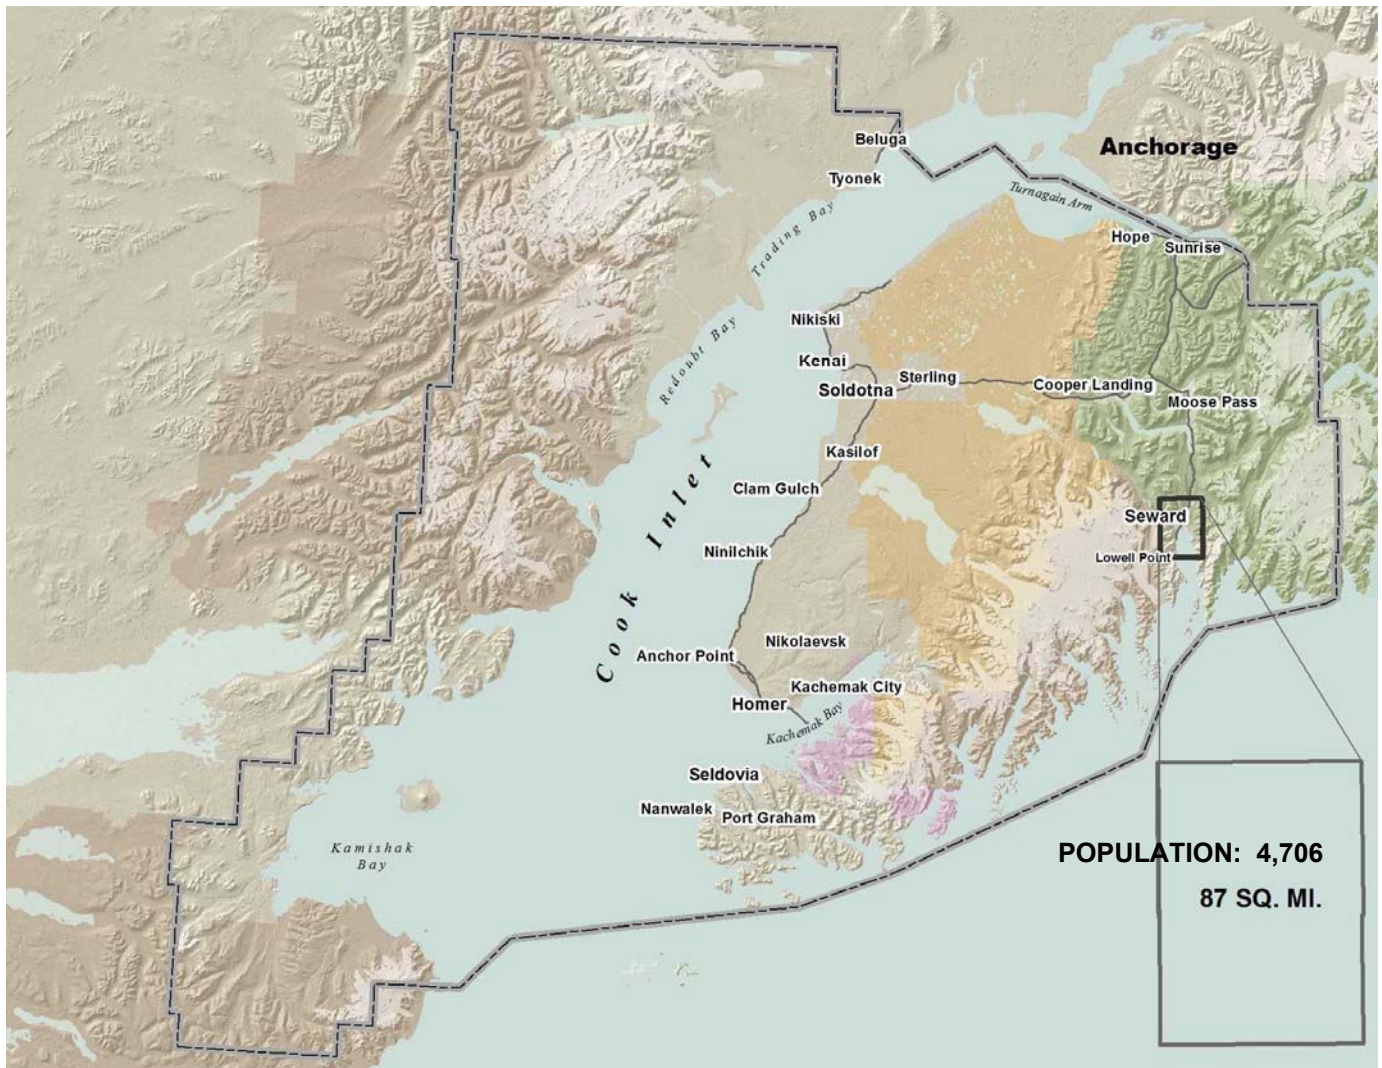 Beluga
Anchorage
Tyonek
Turnagain Arm
Trading Bay
Hope
Sunrise
Nikiski
Redoubt Bay
Kenai
Sterling
Soldotna
Cooper Landing
Moose Pass
Kasilof
Clam Gulch
Cook Inlet
Seward
Ninilchik
Lowell Point
Nikolaevsk
Anchor Point
Kachemak City
Homer
Kachemak Bay
Seldovia
Nanwalek
Port Graham
Kamishak
Bay
POPULATION: 4,706
87 SQ. MI.